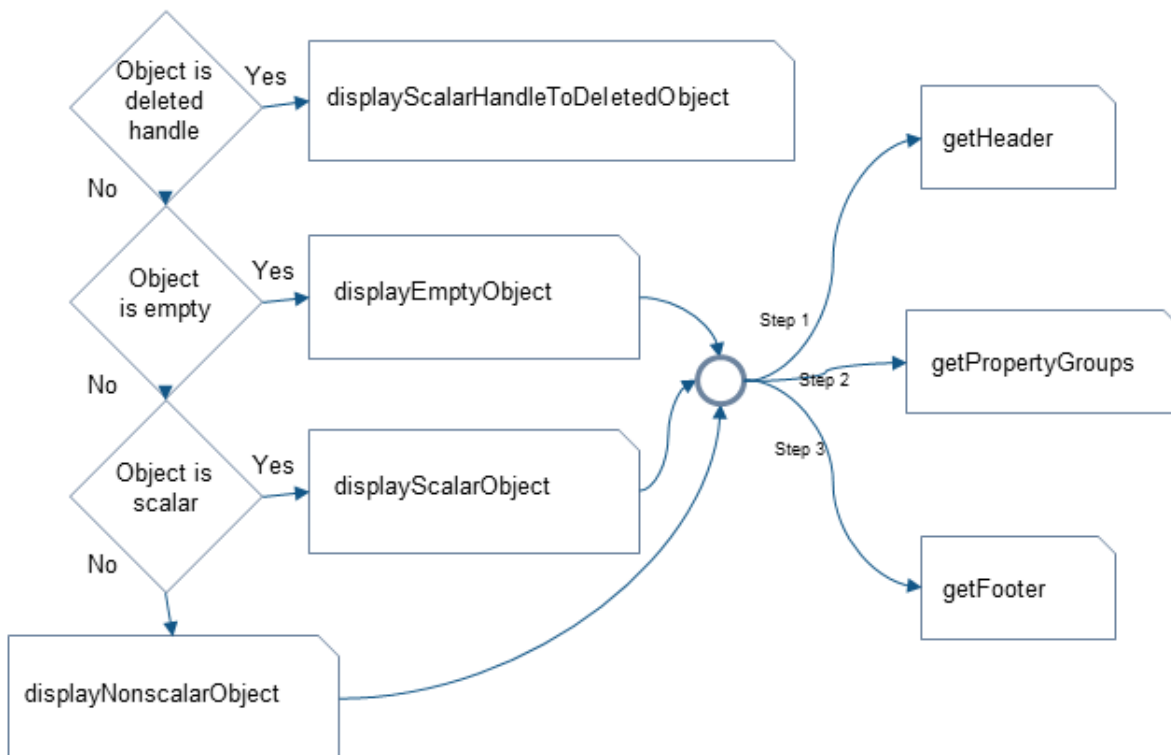 Object is
deleted
handle
Yes
displayScalarHandleToDeletedObject
getHeader
No
Object
is empty
Yes
displayEmptyObject
Step 1
getPropertyGroups
Step 2
No
Object is
scalar
Yes
displayScalarObject
Step 3
No
getFooter
displayNonscalarObject